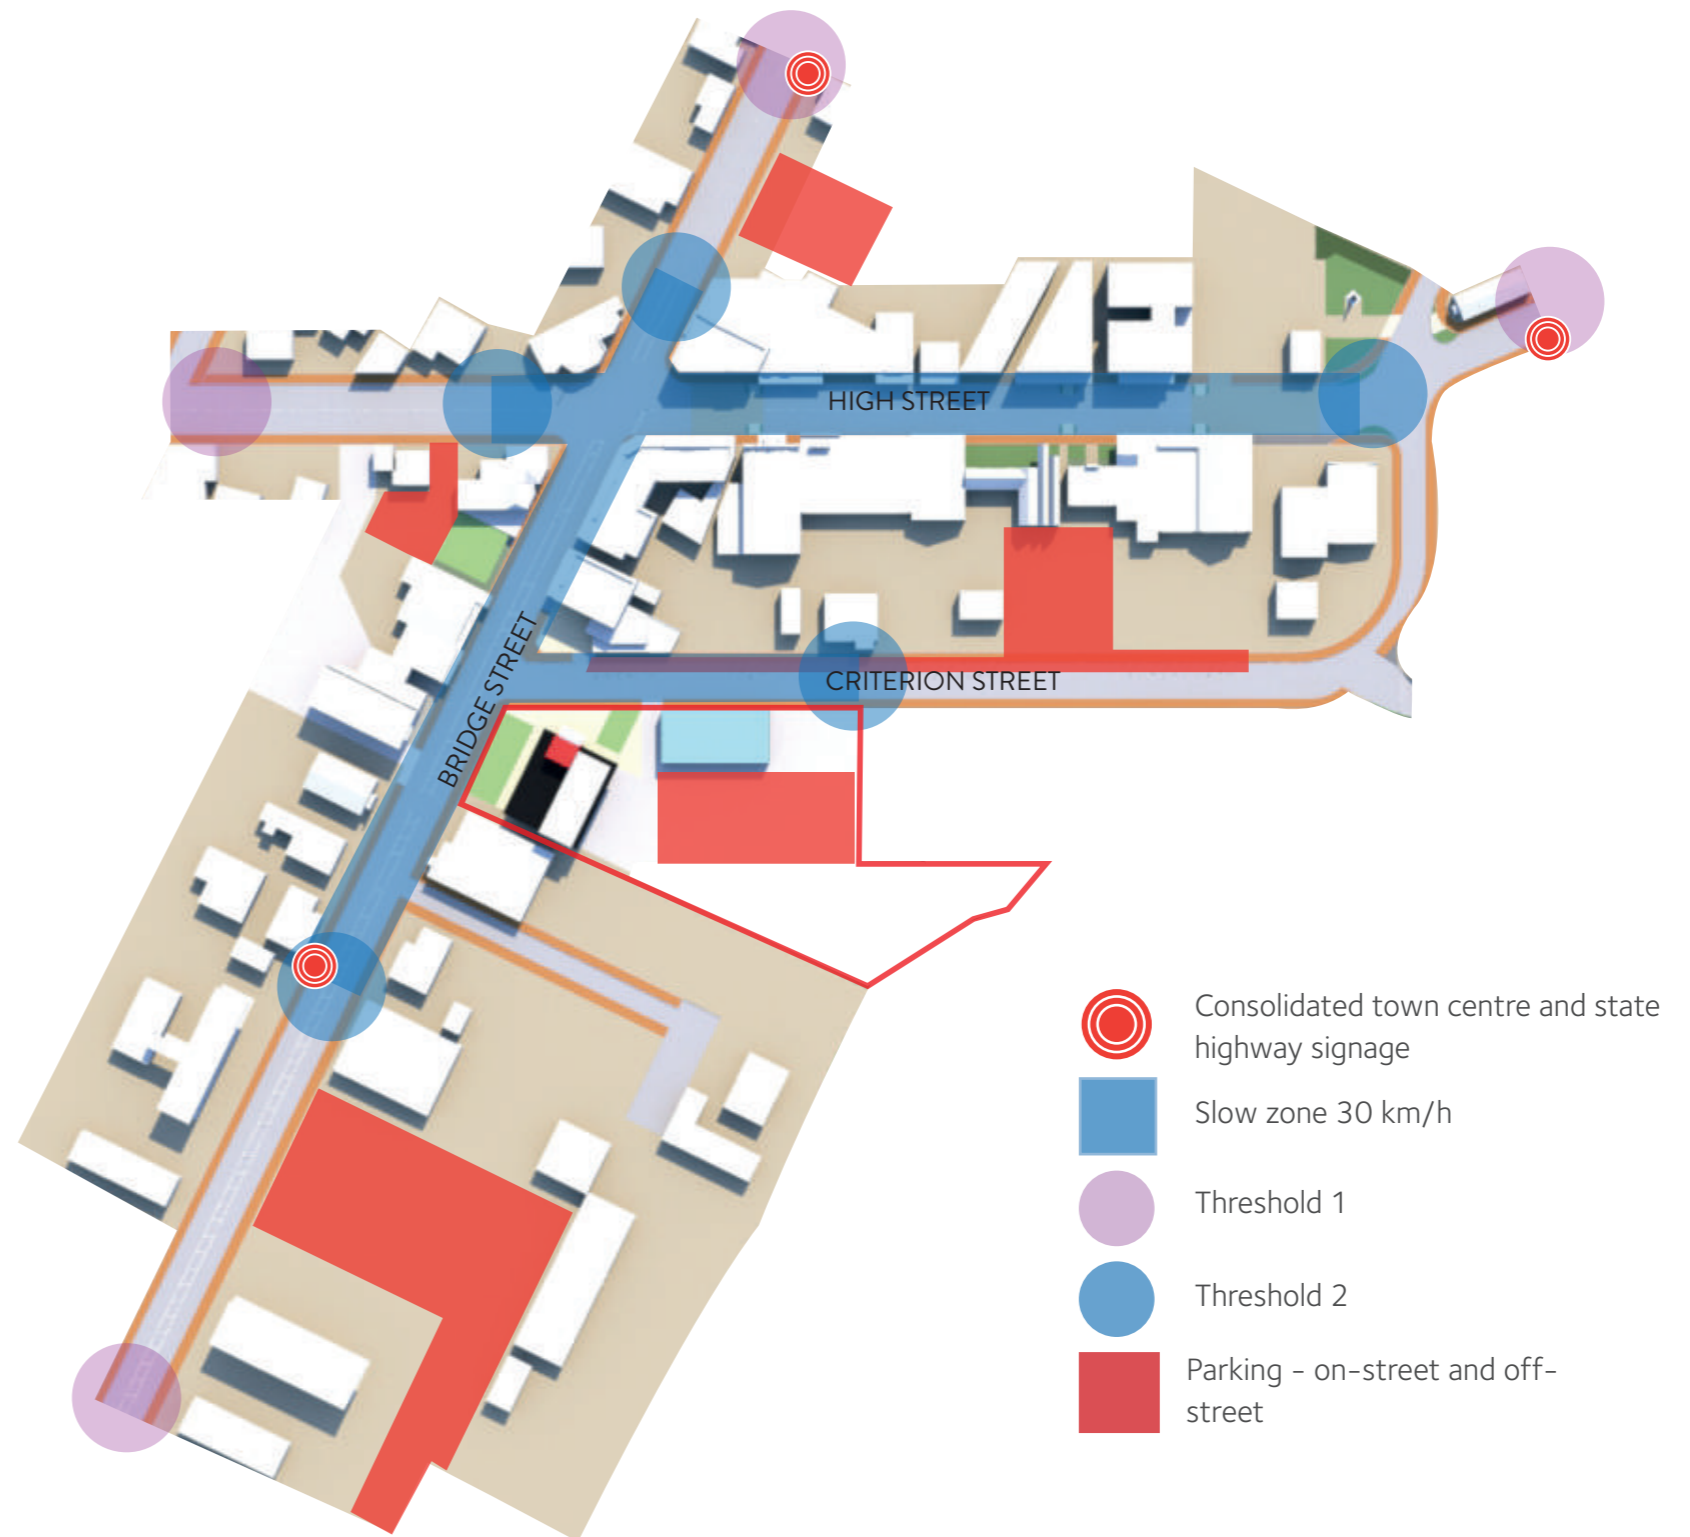 HIGH STREET
BRIDGE STREET
CRITERION STREET
Consolidated town centre and state
highway signage
Slow zone 30 km/h
Threshold 1
Threshold 2
Parking - on-street and off-
street